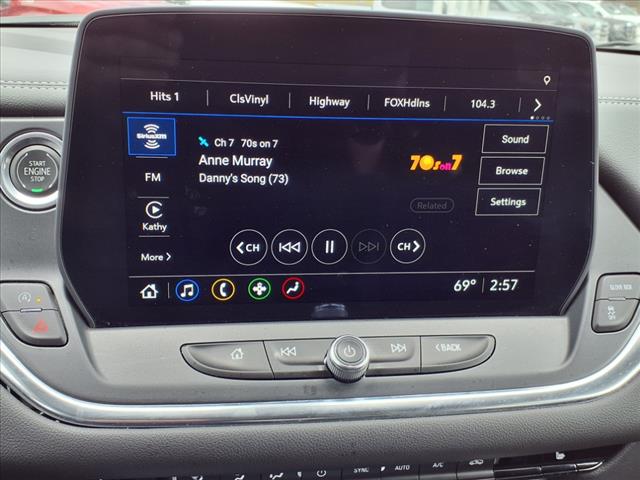 Hits 1 ClsVinyl Highway FOXHdlns 104.3
SiriusXM
Ch 7 70s on 7
Anne Murray
Danny's Song (73)
70s on 7
Related
Sound
Browse
Settings
FM
Kathy
More
CH
CH
69° 2:57
START
ENGINE
STOP
BACK
SYNC AUTO A/C